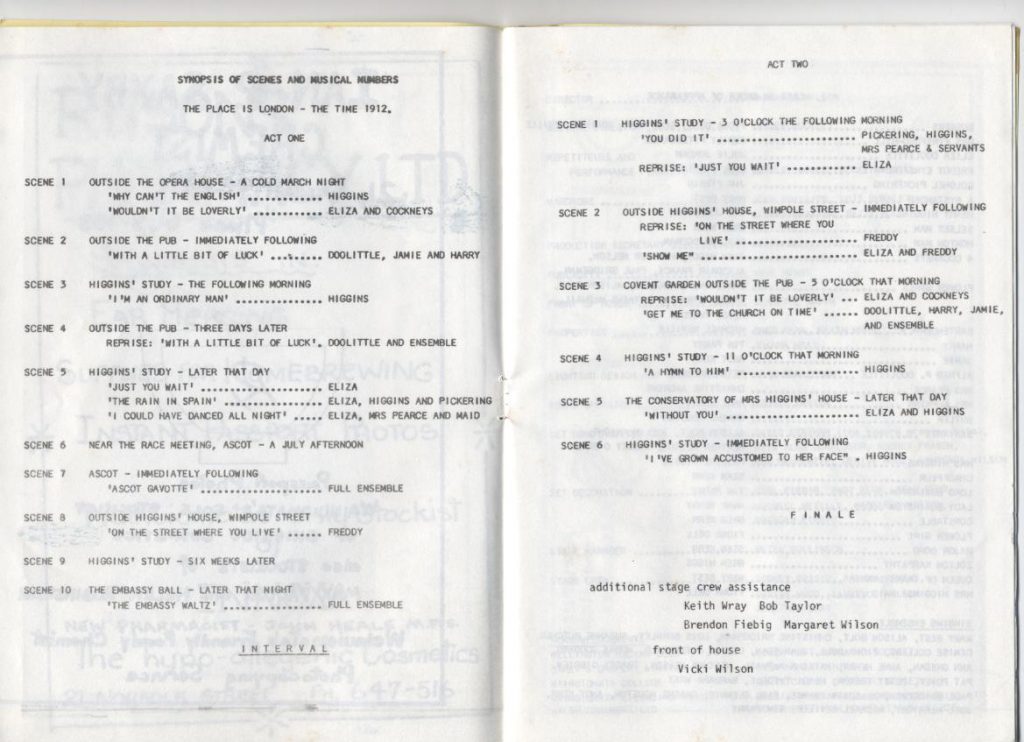 SYNOPSIS OF SCENES AND MUSICAL NUMBERS
THE PLACE IS LONDON - THE TIME 1912.
ACT ONE
SCENE 1 OUTSIDE THE OPERA HOUSE - A COLD MARCH NIGHT
'WHY CAN'T THE ENGLISH' ............. HIGGINS
'WOULDN'T IT BE LOVERLY' ............ ELIZA AND COCKNEYS
SCENE 2 OUTSIDE THE PUB - IMMEDIATELY FOLLOWING
'WITH A LITTLE BIT OF LUCK' ......... DOOLITTLE, JAMIE AND HARRY
SCENE 3 HIGGINS' STUDY - THE FOLLOWING MORNING
'I'M AN ORDINARY MAN' ............... HIGGINS
SCENE 4 OUTSIDE THE PUB - THREE DAYS LATER
REPRISE: 'WITH A LITTLE BIT OF LUCK'. DOOLITTLE AND ENSEMBLE
SCENE 5 HIGGINS' STUDY - LATER THAT DAY
'JUST YOU WAIT' ..................... ELIZA
'THE RAIN IN SPAIN' ................. ELIZA, HIGGINS AND PICKERING
'I COULD HAVE DANCED ALL NIGHT' ..... ELIZA, MRS PEARCE AND MAID
SCENE 6 NEAR THE RACE MEETING, ASCOT - A JULY AFTERNOON
SCENE 7 ASCOT - IMMEDIATELY FOLLOWING
'ASCOT GAVOTTE' ..................... FULL ENSEMBLE
SCENE 8 OUTSIDE HIGGINS' HOUSE, WIMPOLE STREET
'ON THE STREET WHERE YOU LIVE' ...... FREDDY
SCENE 9 HIGGINS' STUDY - SIX WEEKS LATER
SCENE 10 THE EMBASSY BALL - LATER THAT NIGHT
'THE EMBASSY WALTZ' ................. FULL ENSEMBLE
INTERVAL
ACT TWO
SCENE 1 HIGGINS' STUDY - 3 O'CLOCK THE FOLLOWING MORNING
'YOU DID IT' ........................ PICKERING, HIGGINS,
MRS PEARCE & SERVANTS
REPRISE: 'JUST YOU WAIT' ............ ELIZA
SCENE 2 OUTSIDE HIGGINS' HOUSE, WIMPOLE STREET - IMMEDIATELY FOLLOWING
REPRISE: 'ON THE STREET WHERE YOU
LIVE' ..................... FREDDY
'SHOW ME" ........................... ELIZA AND FREDDY
SCENE 3 COVENT GARDEN OUTSIDE THE PUB - 5 O'CLOCK THAT MORNING
REPRISE: 'WOULDN'T IT BE LOVERLY' ... ELIZA AND COCKNEYS
'GET ME TO THE CHURCH ON TIME' ...... DOOLITTLE, HARRY, JAMIE,
AND ENSEMBLE
SCENE 4 HIGGINS' STUDY - 11 O'CLOCK THAT MORNING
'A HYMN TO HIM' ..................... HIGGINS
SCENE 5 THE CONSERVATORY OF MRS HIGGINS' HOUSE - LATER THAT DAY
'WITHOUT YOU' ....................... ELIZA AND HIGGINS
SCENE 6 HIGGINS' STUDY - IMMEDIATELY FOLLOWING
"I'VE GROWN ACCUSTOMED TO HER FACE" . HIGGINS
FINALE
additional stage crew assistance
Keith Wray Bob Taylor
Brendon Fiebig Margaret Wilson
front of house
Vicki Wilson